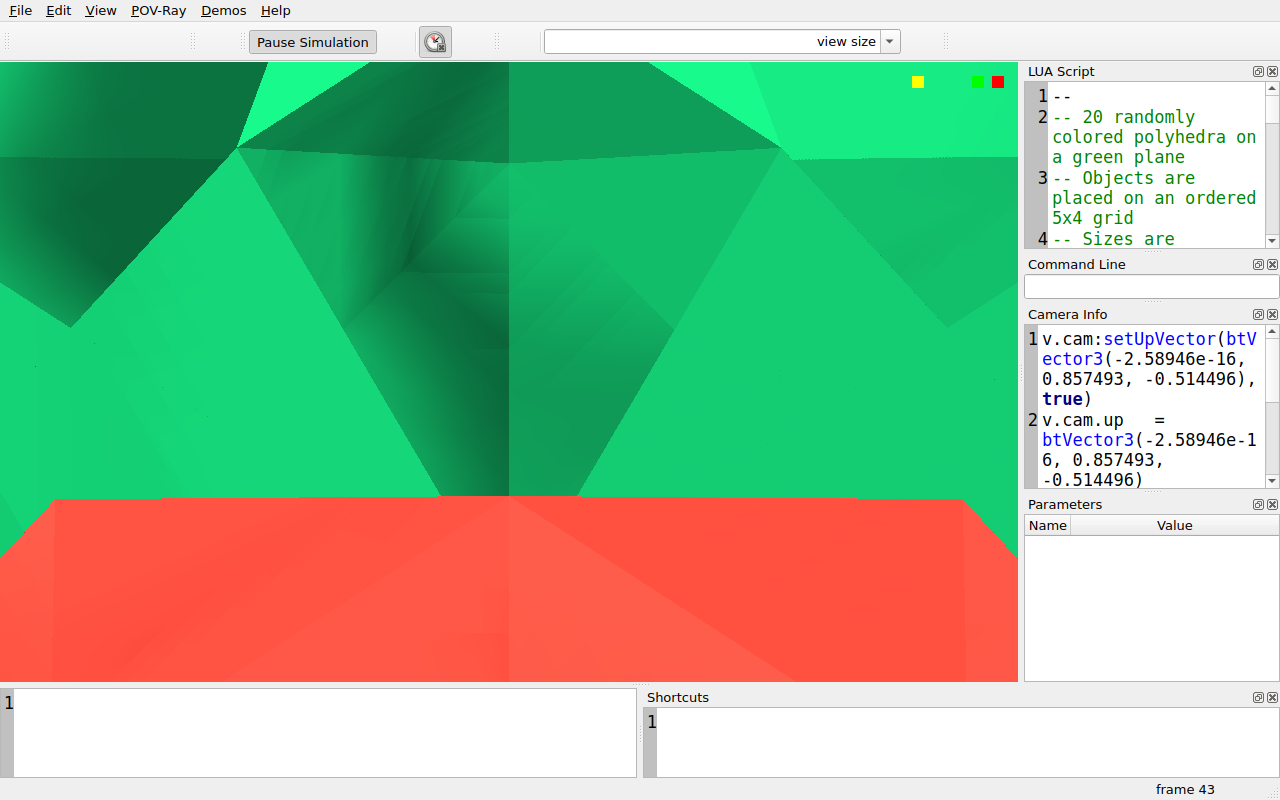 File Edit View POV-Ray Demos Help
Pause Simulation
view size
LUA Script
1 --
2 -- 20 randomly
colored polyhedra on
a green plane
3 -- Objects are
placed on an ordered
5x4 grid
4 -- Sizes are
Command Line
Camera Info
1 v.cam:setUpVector(btV
ector3(-2.58946e-16,
0.857493, -0.514496),
true)
2 v.cam.up   =
btVector3(-2.58946e-1
6, 0.857493,
-0.514496)
Parameters
Name Value
1
Shortcuts
1
frame 43